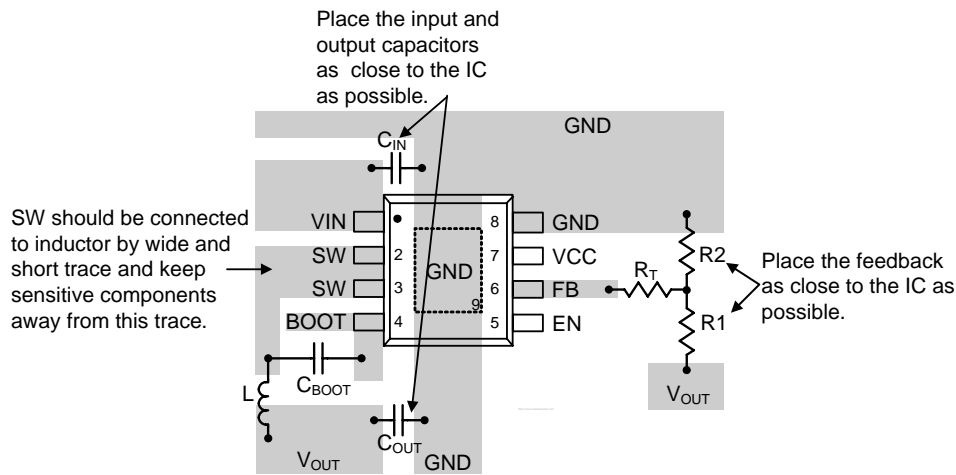 Place the input and
output capacitors
as close to the IC
as possible.
GND
CIN
SW should be connected
to inductor by wide and
short trace and keep
sensitive components
away from this trace.
VIN
SW
SW
BOOT
2
3
4
GND
9
8
7
6
5
GND
VCC
FB
EN
RT
R2
R1
Place the feedback
as close to the IC as
possible.
VOUT
L
CBOOT
COUT
VOUT
GND